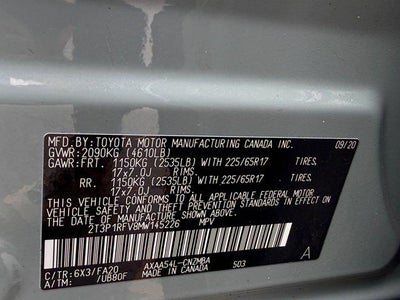 MFD.BY:TOYOTA MOTOR MANUFACTURING CANADA INC. 09/20
GVWR:2090KG (4610LB)
GAWR:FRT. 1150KG (2535LB) WITH 225/65R17 TIRES.
17x7.0J RIMS.
RR. 1150KG (2535LB) WITH 225/65R17 TIRES.
17x7.0J RIMS.
THIS VEHICLE CONFORMS TO ALL APPLICABLE FEDERAL MOTOR
VEHICLE SAFETY STANDARDS IN EFFECT ON
THE DATE OF MANUFACTURE SHOWN ABOVE.
2T3P1RFV8MW145226 MPV
A
C/TR:6X3/FA20 AXAA54L-CNZMBA
A/TM: /UB80F MADE IN CANADA 503